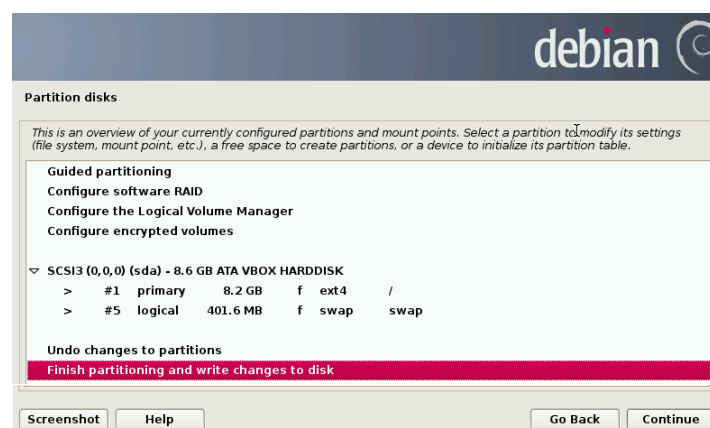 debian
Partition disks
This is an overview of your currently configured partitions and mount points. Select a partition to modify its settings
(file system, mount point, etc.), a free space to create partitions, or a device to initialize its partition table.
Guided partitioning
Configure software RAID
Configure the Logical Volume Manager
Configure encrypted volumes
SCSI3 (0,0,0) (sda) - 8.6 GB ATA VBOX HARDDISK
> #1 primary 8.2 GB f ext4 /
> #5 logical 401.6 MB f swap swap
Undo changes to partitions
Finish partitioning and write changes to disk
Screenshot Help Go Back Continue